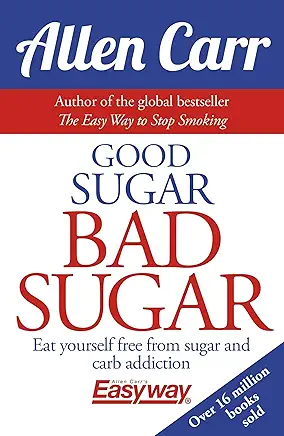 Allen Carr
Author of the global bestseller
The Easy Way to Stop Smoking
GOOD
SUGAR
BAD
SUGAR
Eat yourself free from sugar and
carb addiction
Allen Carr's
Easyway®
Over 16 million
books
sold